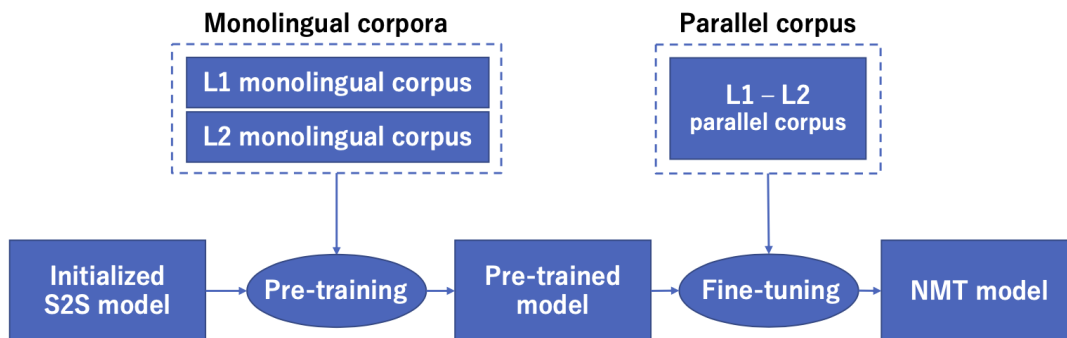 Monolingual corpora
L1 monolingual corpus
L2 monolingual corpus
Parallel corpus
L1 – L2
parallel corpus
Initialized
S2S model
Pre-training
Pre-trained
model
Fine-tuning
NMT model